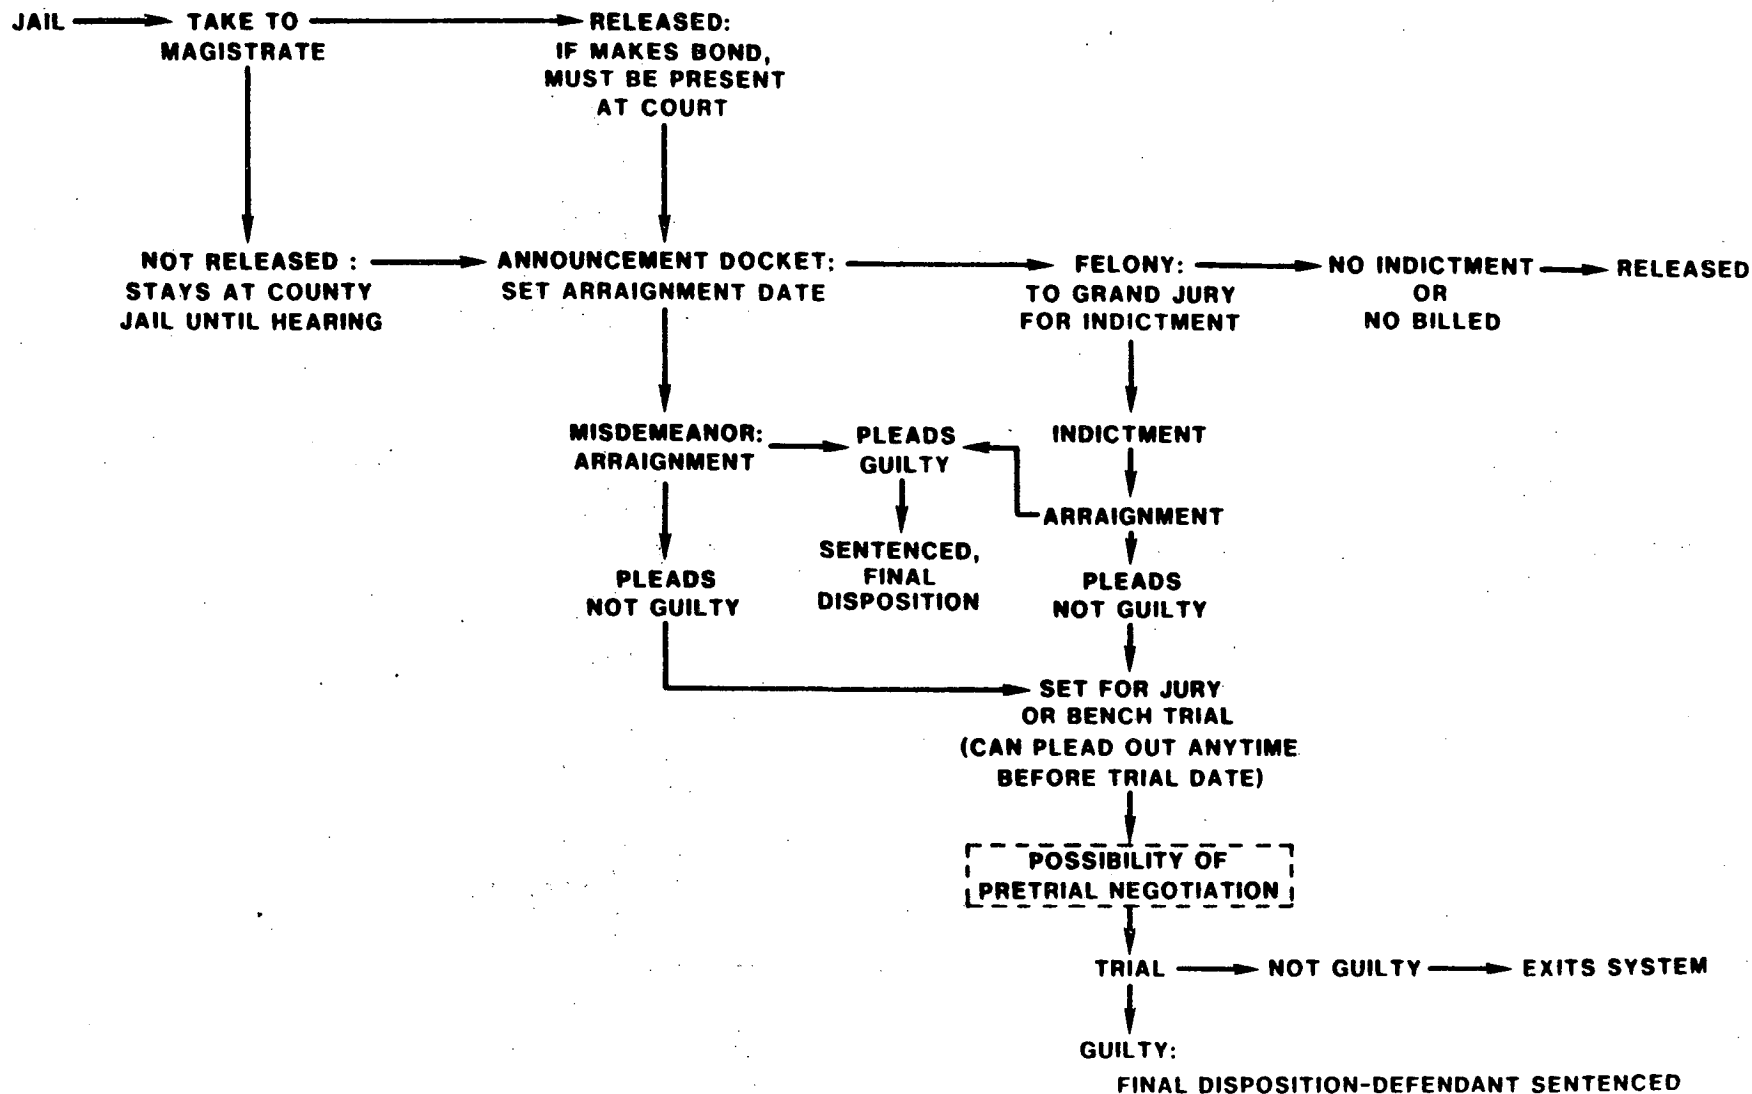 JAIL
TAKE TO
MAGISTRATE
RELEASED:
IF MAKES BOND,
MUST BE PRESENT
AT COURT
NOT RELEASED :
STAYS AT COUNTY
JAIL UNTIL HEARING
ANNOUNCEMENT DOCKET:
SET ARRAIGNMENT DATE
FELONY:
TO GRAND JURY
FOR INDICTMENT
NO INDICTMENT
OR
NO BILLED
RELEASED
MISDEMEANOR:
ARRAIGNMENT
PLEADS
GUILTY
INDICTMENT
ARRAIGNMENT
SENTENCED,
FINAL
DISPOSITION
PLEADS
NOT GUILTY
PLEADS
NOT GUILTY
SET FOR JURY
OR BENCH TRIAL
(CAN PLEAD OUT ANYTIME
BEFORE TRIAL DATE)
POSSIBILITY OF
PRETRIAL NEGOTIATION
TRIAL
NOT GUILTY
EXITS SYSTEM
GUILTY:
FINAL DISPOSITION-DEFENDANT SENTENCED